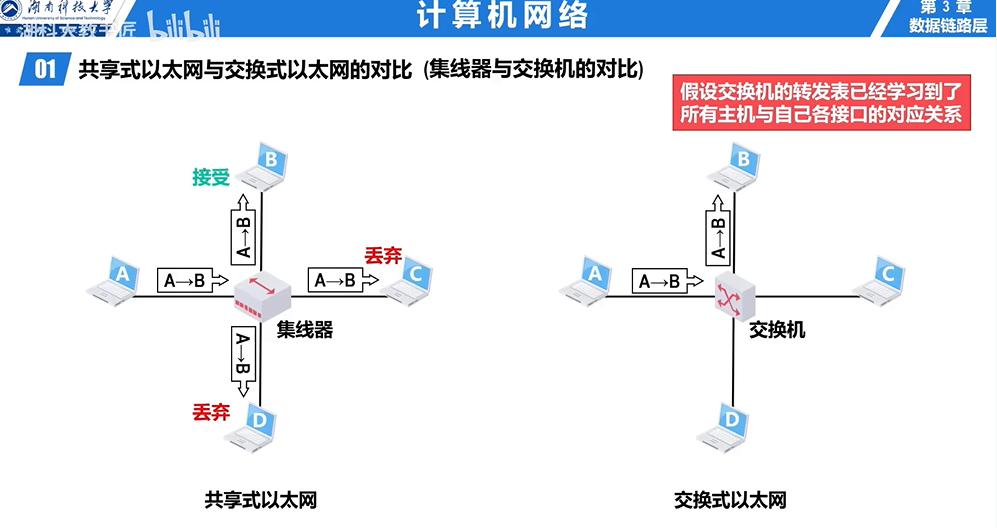 湖南科技大学
Hunan University of Science and Technology
计算机网络
第 3 章
数据链路层
湖科大教书匠
bilibili
01 共享式以太网与交换式以太网的对比 (集线器与交换机的对比)
假设交换机的转发表已经学习到了
所有主机与自己各接口的对应关系
B
接受
A→B
A
A→B
丢弃
A→B
C
集线器
A→B
丢弃
D
共享式以太网
B
A→B
A
A→B
C
交换机
D
交换式以太网